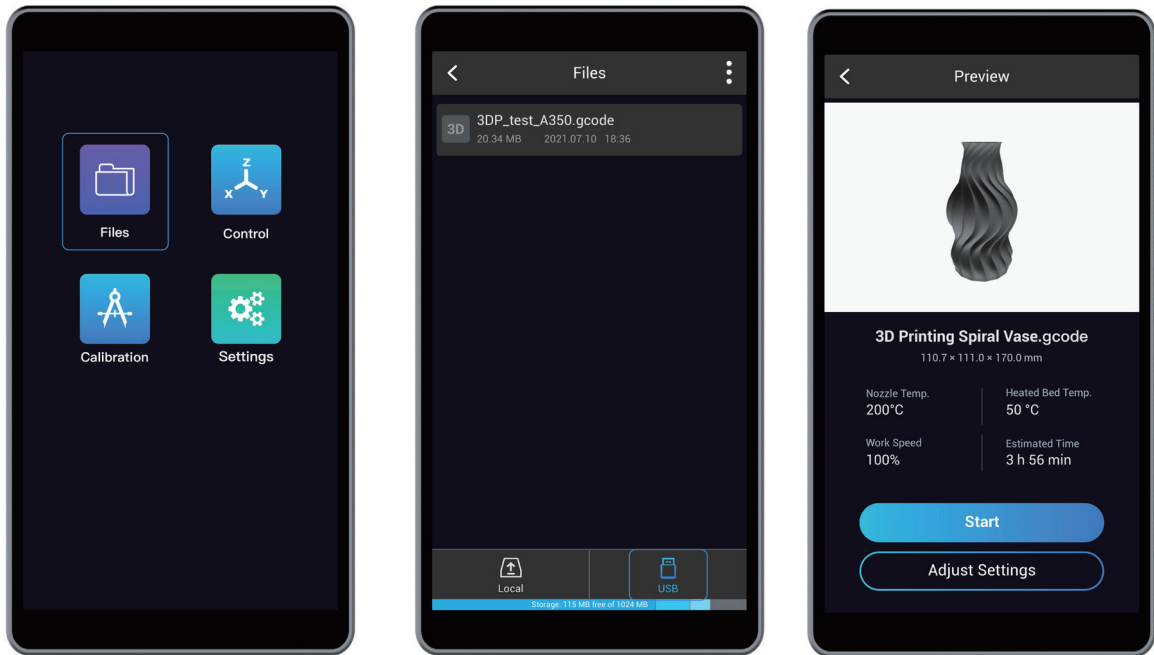 Files
Z
X
Y
Control
Calibration
Settings
Files
3D
3DP_test_A350.gcode
20.34 MB 2021.07.10 18:36
Local
USB
Storage: 115 MB free of 1024 MB
Preview
3D Printing Spiral Vase.gcode
110.7 × 111.0 × 170.0 mm
Nozzle Temp.
200°C
Heated Bed Temp.
50 °C
Work Speed
100%
Estimated Time
3 h 56 min
Start
Adjust Settings